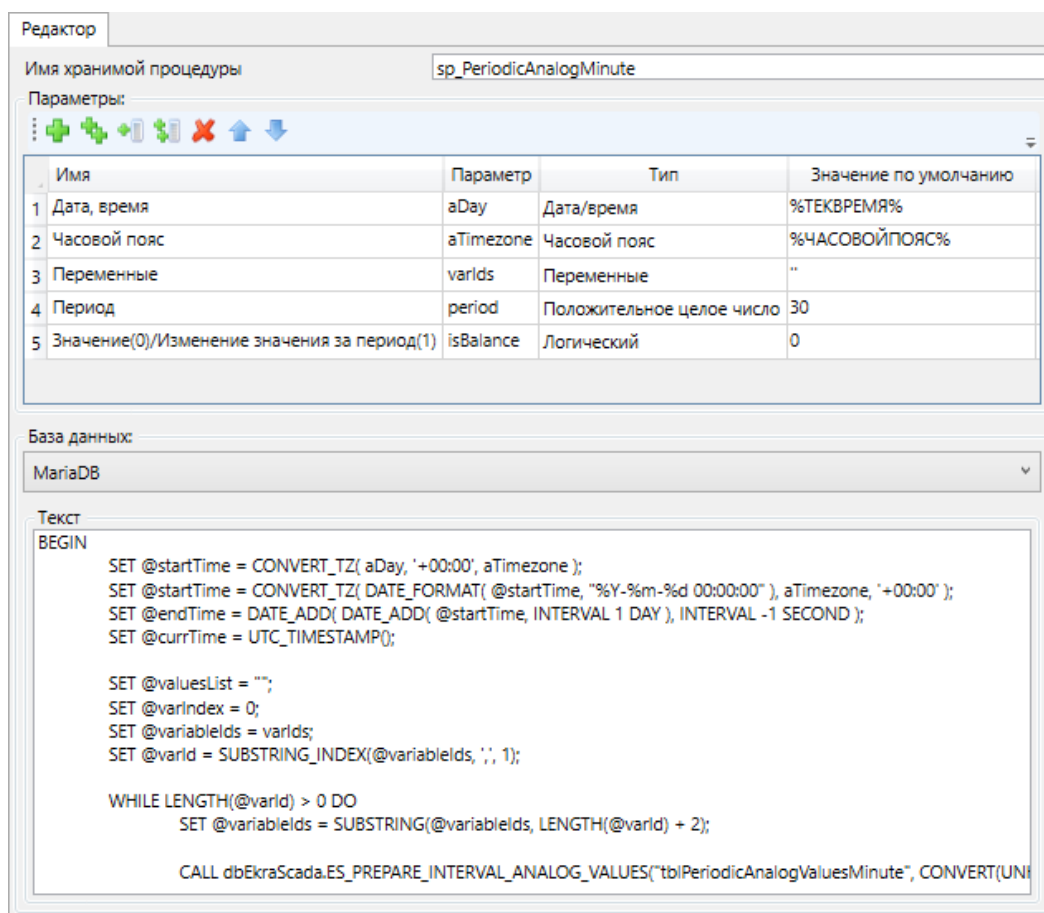 Редактор
Имя хранимой процедуры sp_PeriodicAnalogMinute
Параметры:
Имя Параметр Тип Значение по умолчанию
1 Дата, время aDay Дата/время %ТЕКВРЕМЯ%
2 Часовой пояс aTimezone Часовой пояс %ЧАСОВОЙПОЯС%
3 Переменные varIds Переменные ''
4 Период period Положительное целое число 30
5 Значение(0)/Изменение значения за период(1) isBalance Логический 0
База данных:
MariaDB
Текст
BEGIN
SET @startTime = CONVERT_TZ( aDay, '+00:00', aTimezone );
SET @startTime = CONVERT_TZ( DATE_FORMAT( @startTime, "%Y-%m-%d 00:00:00" ), aTimezone, '+00:00' );
SET @endTime = DATE_ADD( DATE_ADD( @startTime, INTERVAL 1 DAY ), INTERVAL -1 SECOND );
SET @currTime = UTC_TIMESTAMP();
SET @valuesList = "";
SET @varIndex = 0;
SET @variableIds = varIds;
SET @varId = SUBSTRING_INDEX(@variableIds, ',', 1);
WHILE LENGTH(@varId) > 0 DO
SET @variableIds = SUBSTRING(@variableIds, LENGTH(@varId) + 2);
CALL dbEkraScada.ES_PREPARE_INTERVAL_ANALOG_VALUES("tblPeriodicAnalogValuesMinute", CONVERT(UNI